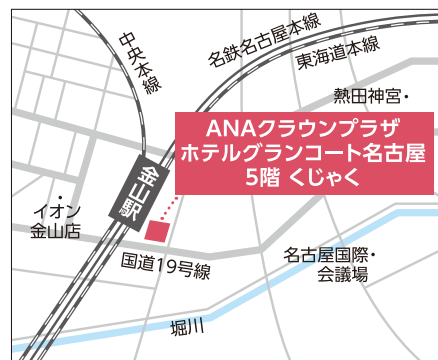 中央本線
名鉄名古屋本線
東海道本線
熱田神宮・
ANAクラウンプラザ
ホテルグランコート名古屋
5階 くじゃく
金山駅
・
イオン
金山店
国道19号線
名古屋国際・
会議場
堀川